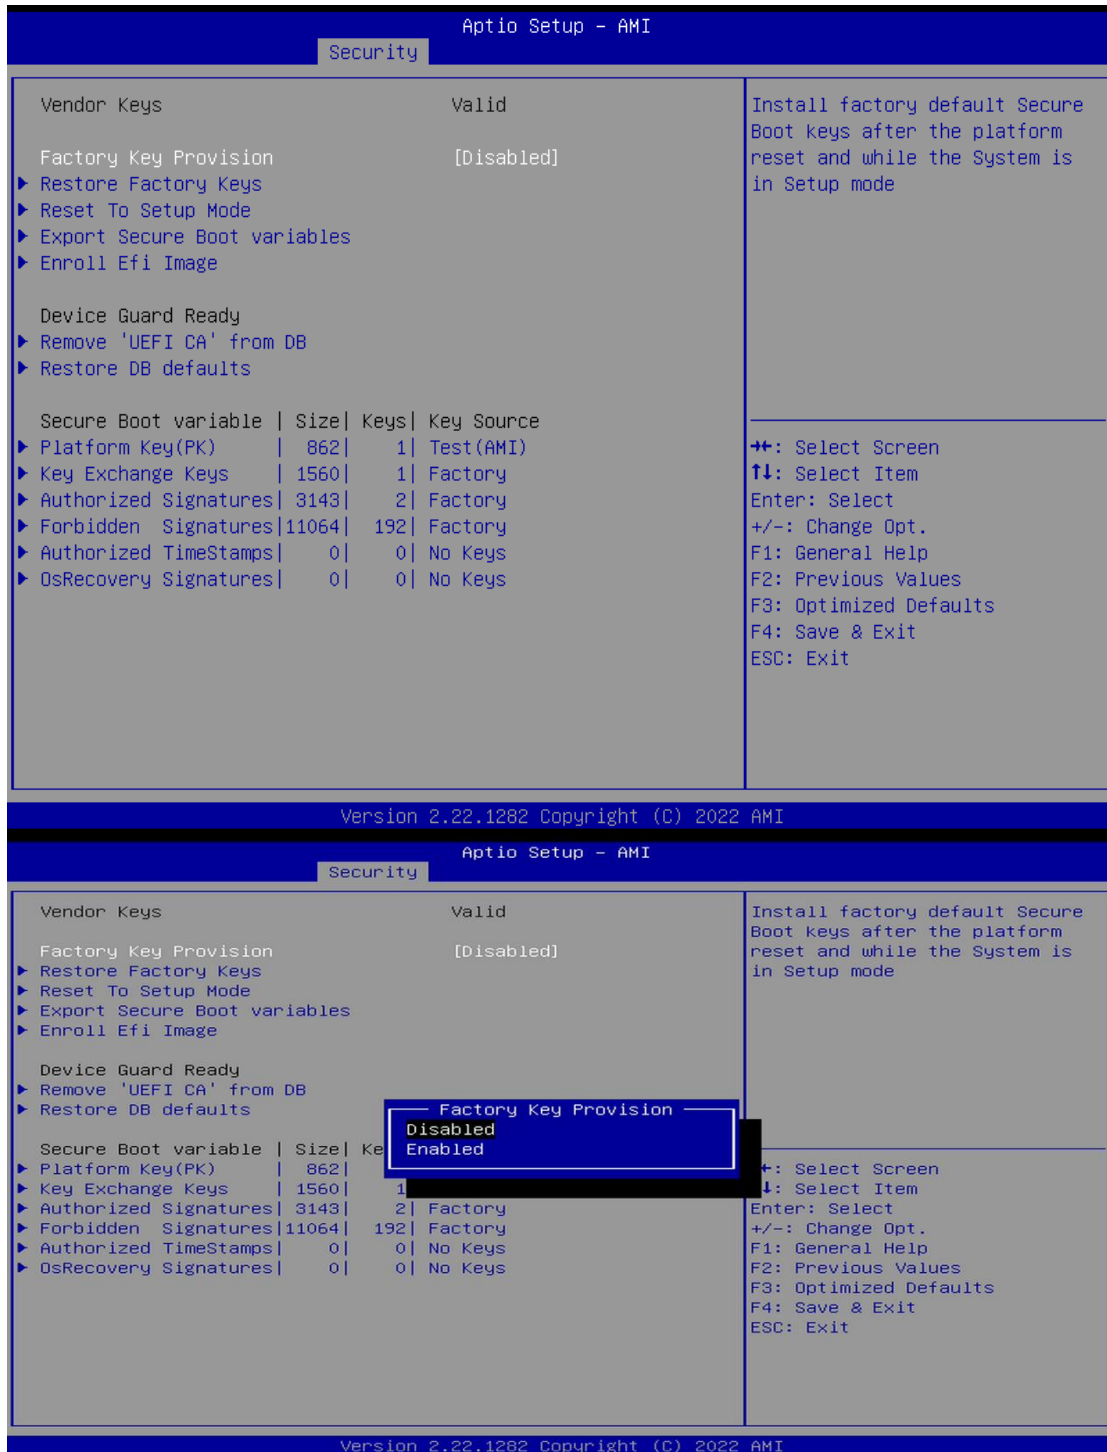 Aptio Setup – AMI
Security
Vendor Keys Valid
Factory Key Provision [Disabled]
Restore Factory Keys
Reset To Setup Mode
Export Secure Boot variables
Enroll Efi Image
Device Guard Ready
Remove 'UEFI CA' from DB
Restore DB defaults
Secure Boot variable | Size| Keys| Key Source
Platform Key(PK) | 862| 1| Test(AMI)
Key Exchange Keys | 1560| 1| Factory
Authorized Signatures| 3143| 2| Factory
Forbidden Signatures|11064| 192| Factory
Authorized TimeStamps| 0| 0| No Keys
OsRecovery Signatures| 0| 0| No Keys
Install factory default Secure
Boot keys after the platform
reset and while the System is
in Setup mode
→←: Select Screen
↑↓: Select Item
Enter: Select
+/-: Change Opt.
F1: General Help
F2: Previous Values
F3: Optimized Defaults
F4: Save & Exit
ESC: Exit
Version 2.22.1282 Copyright (C) 2022 AMI
Aptio Setup – AMI
Security
Vendor Keys Valid
Factory Key Provision [Disabled]
Restore Factory Keys
Reset To Setup Mode
Export Secure Boot variables
Enroll Efi Image
Device Guard Ready
Remove 'UEFI CA' from DB
Restore DB defaults
Secure Boot variable | Size| Ke
Platform Key(PK) | 862|
Key Exchange Keys | 1560| 1
Authorized Signatures| 3143| 2| Factory
Forbidden Signatures|11064| 192| Factory
Authorized TimeStamps| 0| 0| No Keys
OsRecovery Signatures| 0| 0| No Keys
Factory Key Provision
Disabled
Enabled
Install factory default Secure
Boot keys after the platform
reset and while the System is
in Setup mode
←: Select Screen
↓: Select Item
Enter: Select
+/-: Change Opt.
F1: General Help
F2: Previous Values
F3: Optimized Defaults
F4: Save & Exit
ESC: Exit
Version 2.22.1282 Copyright (C) 2022 AMI